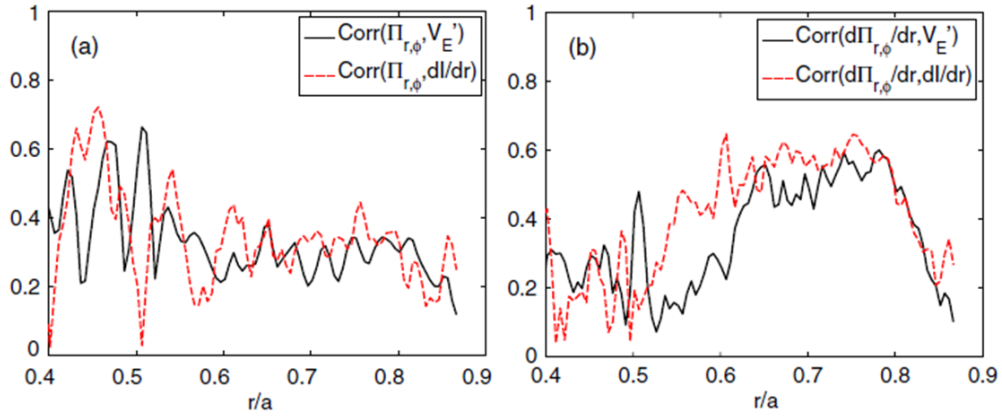 (a)
Corr(Π_{r,ϕ},V_E')
Corr(Π_{r,ϕ},dI/dr)
1
0.8
0.6
0.4
0.2
0
0.4 0.5 0.6 0.7 0.8 0.9
r/a
(b)
Corr(dΠ_{r,ϕ}/dr,V_E')
Corr(dΠ_{r,ϕ}/dr,dI/dr)
1
0.8
0.6
0.4
0.2
0
0.4 0.5 0.6 0.7 0.8 0.9
r/a